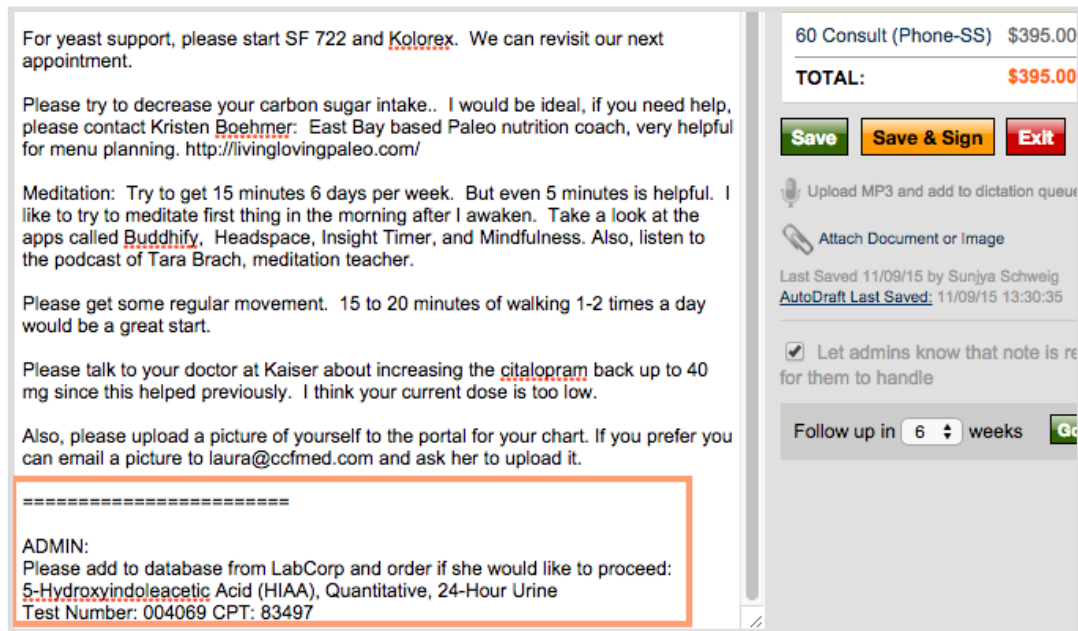 For yeast support, please start SF 722 and Kolorex.  We can revisit our next
appointment.
Please try to decrease your carbon sugar intake..  I would be ideal, if you need help,
please contact Kristen Boehmer:  East Bay based Paleo nutrition coach, very helpful
for menu planning. http://livinglovingpaleo.com/
Meditation:  Try to get 15 minutes 6 days per week.  But even 5 minutes is helpful.  I
like to try to meditate first thing in the morning after I awaken.  Take a look at the
apps called Buddhify,  Headspace, Insight Timer, and Mindfulness. Also, listen to
the podcast of Tara Brach, meditation teacher.
Please get some regular movement.  15 to 20 minutes of walking 1-2 times a day
would be a great start.
Please talk to your doctor at Kaiser about increasing the citalopram back up to 40
mg since this helped previously.  I think your current dose is too low.
Also, please upload a picture of yourself to the portal for your chart. If you prefer you
can email a picture to laura@ccfmed.com and ask her to upload it.
========================
ADMIN:
Please add to database from LabCorp and order if she would like to proceed:
5-Hydroxyindoleacetic Acid (HIAA), Quantitative, 24-Hour Urine
Test Number: 004069 CPT: 83497
60 Consult (Phone-SS) $395.00
TOTAL: $395.00
Save Save & Sign Exit
Upload MP3 and add to dictation queue
Attach Document or Image
Last Saved 11/09/15 by Sunjya Schweig
AutoDraft Last Saved: 11/09/15 13:30:35
Let admins know that note is
for them to handle
Follow up in 6 weeks